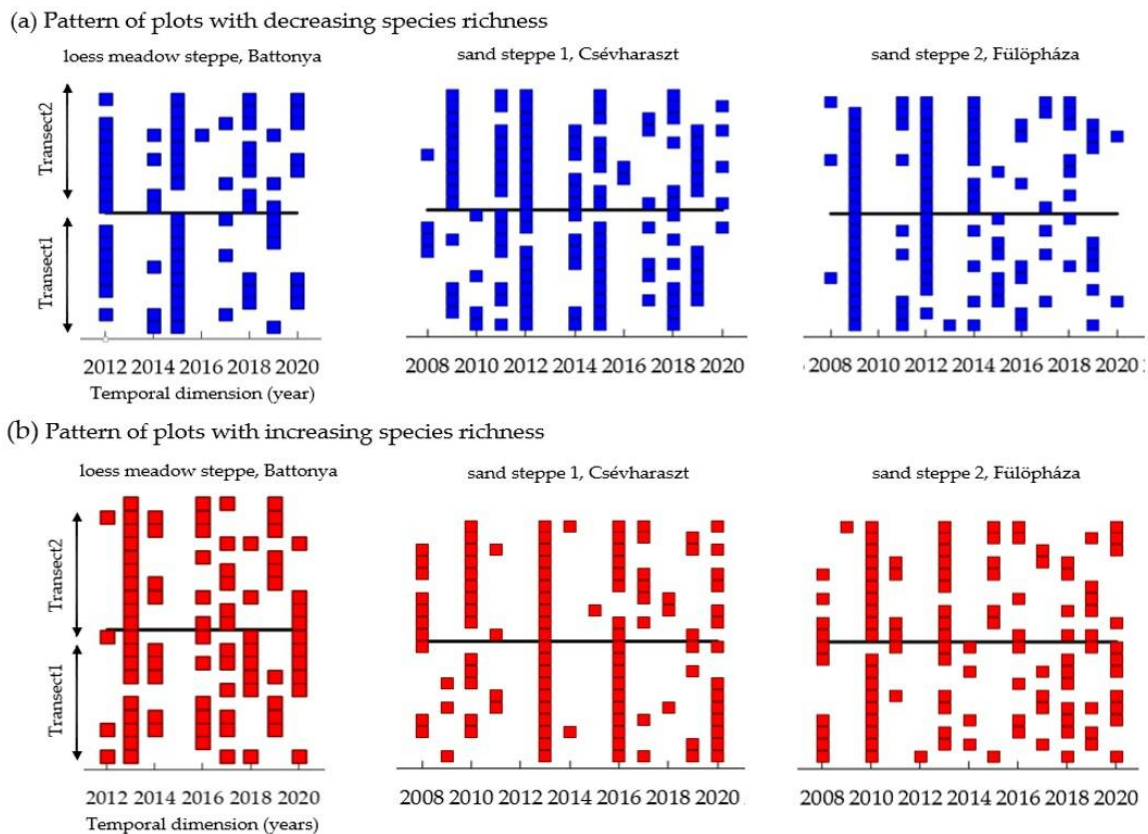 (a) Pattern of plots with decreasing species richness
loess meadow steppe, Battonya
sand steppe 1, Csévharaszt
sand steppe 2, Fülöpháza
Transect2
Transect1
2012 2014 2016 2018 2020
2008 2010 2012 2014 2016 2018 2020
2008 2010 2012 2014 2016 2018 2020
Temporal dimension (year)
(b) Pattern of plots with increasing species richness
loess meadow steppe, Battonya
sand steppe 1, Csévharaszt
sand steppe 2, Fülöpháza
Transect2
Transect1
2012 2014 2016 2018 2020
2008 2010 2012 2014 2016 2018 2020
2008 2010 2012 2014 2016 2018 2020
Temporal dimension (years)